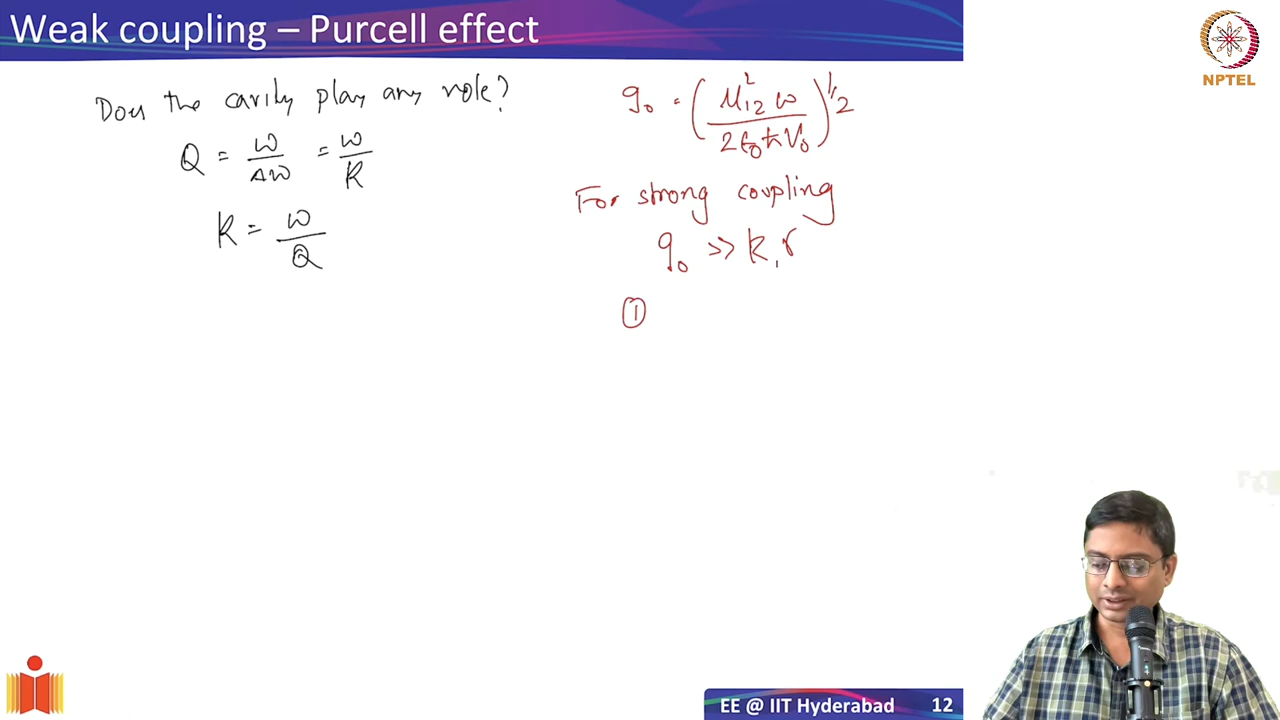 Weak coupling – Purcell effect
NPTEL
Does the cavity play any role?
Q = ω/Δω = ω/K
K = ω/Q
g₀ = (μ₁₂² ω / 2ε₀ħV₀)^1/2
For strong coupling
g₀ >> K, γ
①
EE @ IIT Hyderabad 12